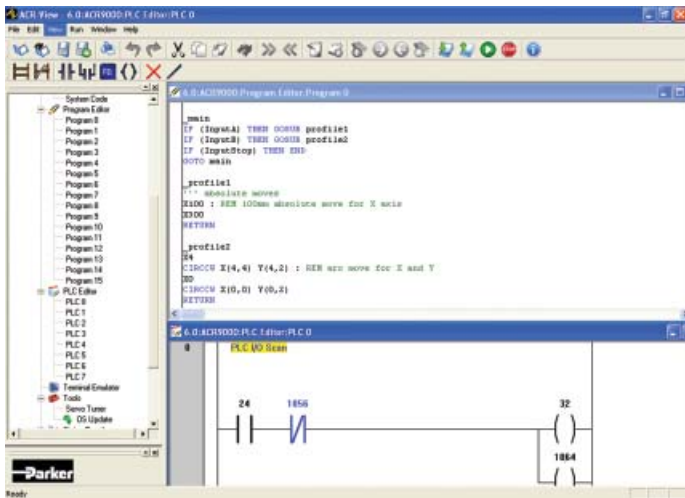 ACR View - 6.0:ACR9000:PLC Editor:PLC 0
File Edit View Run Window Help
System Code
Program Editor
Program 0
Program 1
Program 2
Program 3
Program 4
Program 5
Program 6
Program 7
Program 8
Program 9
Program 10
Program 11
Program 12
Program 13
Program 14
Program 15
PLC Editor
PLC 0
PLC 1
PLC 2
PLC 3
PLC 4
PLC 5
PLC 6
PLC 7
Terminal Emulator
Tools
Servo Tuner
OS Update
Parker
Ready
6.0:ACR9000:Program Editor:Program 0
_main
IF (InputA) THEN GOSUB profile1
IF (InputB) THEN GOSUB profile2
IF (InputStop) THEN END
GOTO main
_profile1
''' absolute moves
X100 : REM 100mm absolute move for X axis
X300
RETURN
_profile2
X4
CIRCCW X(4,4) Y(4,2) : REM arc move for X and Y
X0
CIRCCW X(0,0) Y(0,2)
RETURN
6.0:ACR9000:PLC Editor:PLC 0
0 PLC I/O Scan
24 1056 32
1064